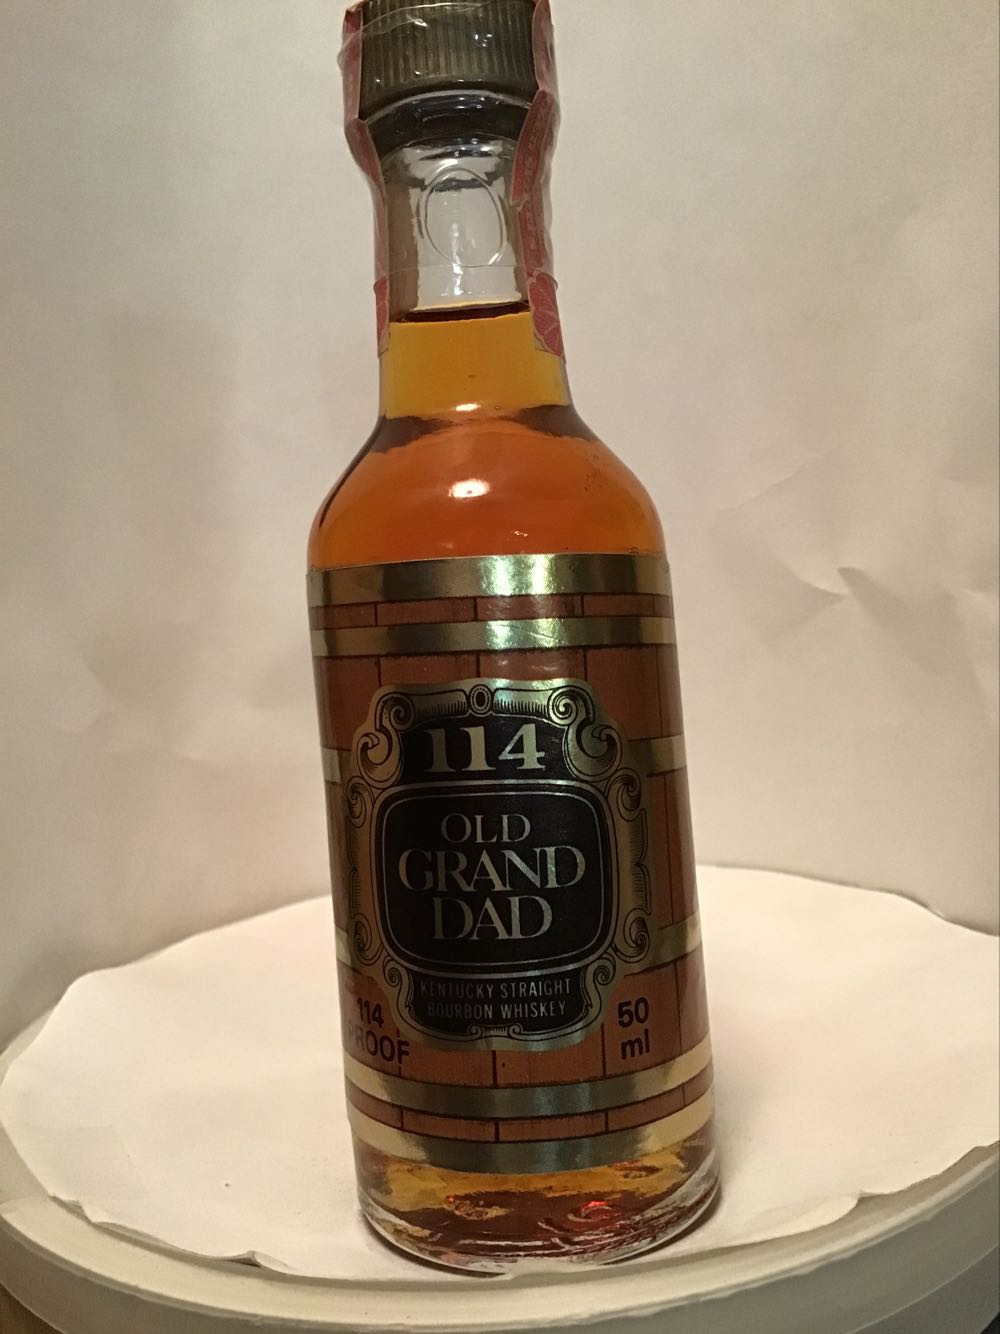 114
OLD
GRAND
DAD
KENTUCKY STRAIGHT
BOURBON WHISKEY
114
PROOF
50
ml